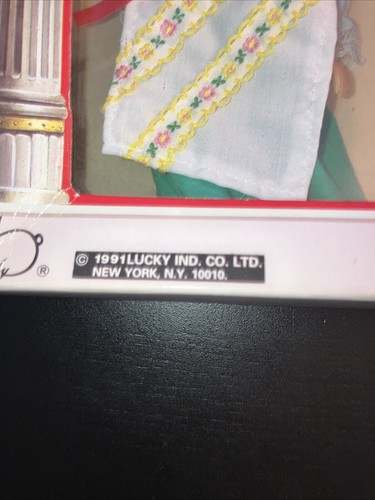 ® © 1991LUCKY IND. CO. LTD.
NEW YORK, N.Y. 10010.